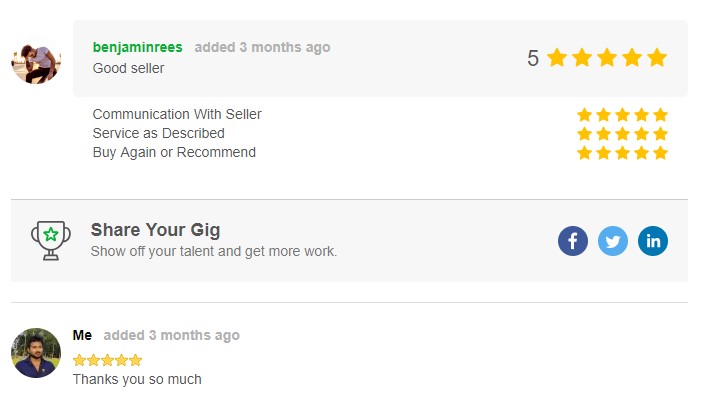 benjaminrees added 3 months ago
Good seller
5
Communication With Seller
Service as Described
Buy Again or Recommend
Share Your Gig
Show off your talent and get more work.
f
in
Me added 3 months ago
Thanks you so much